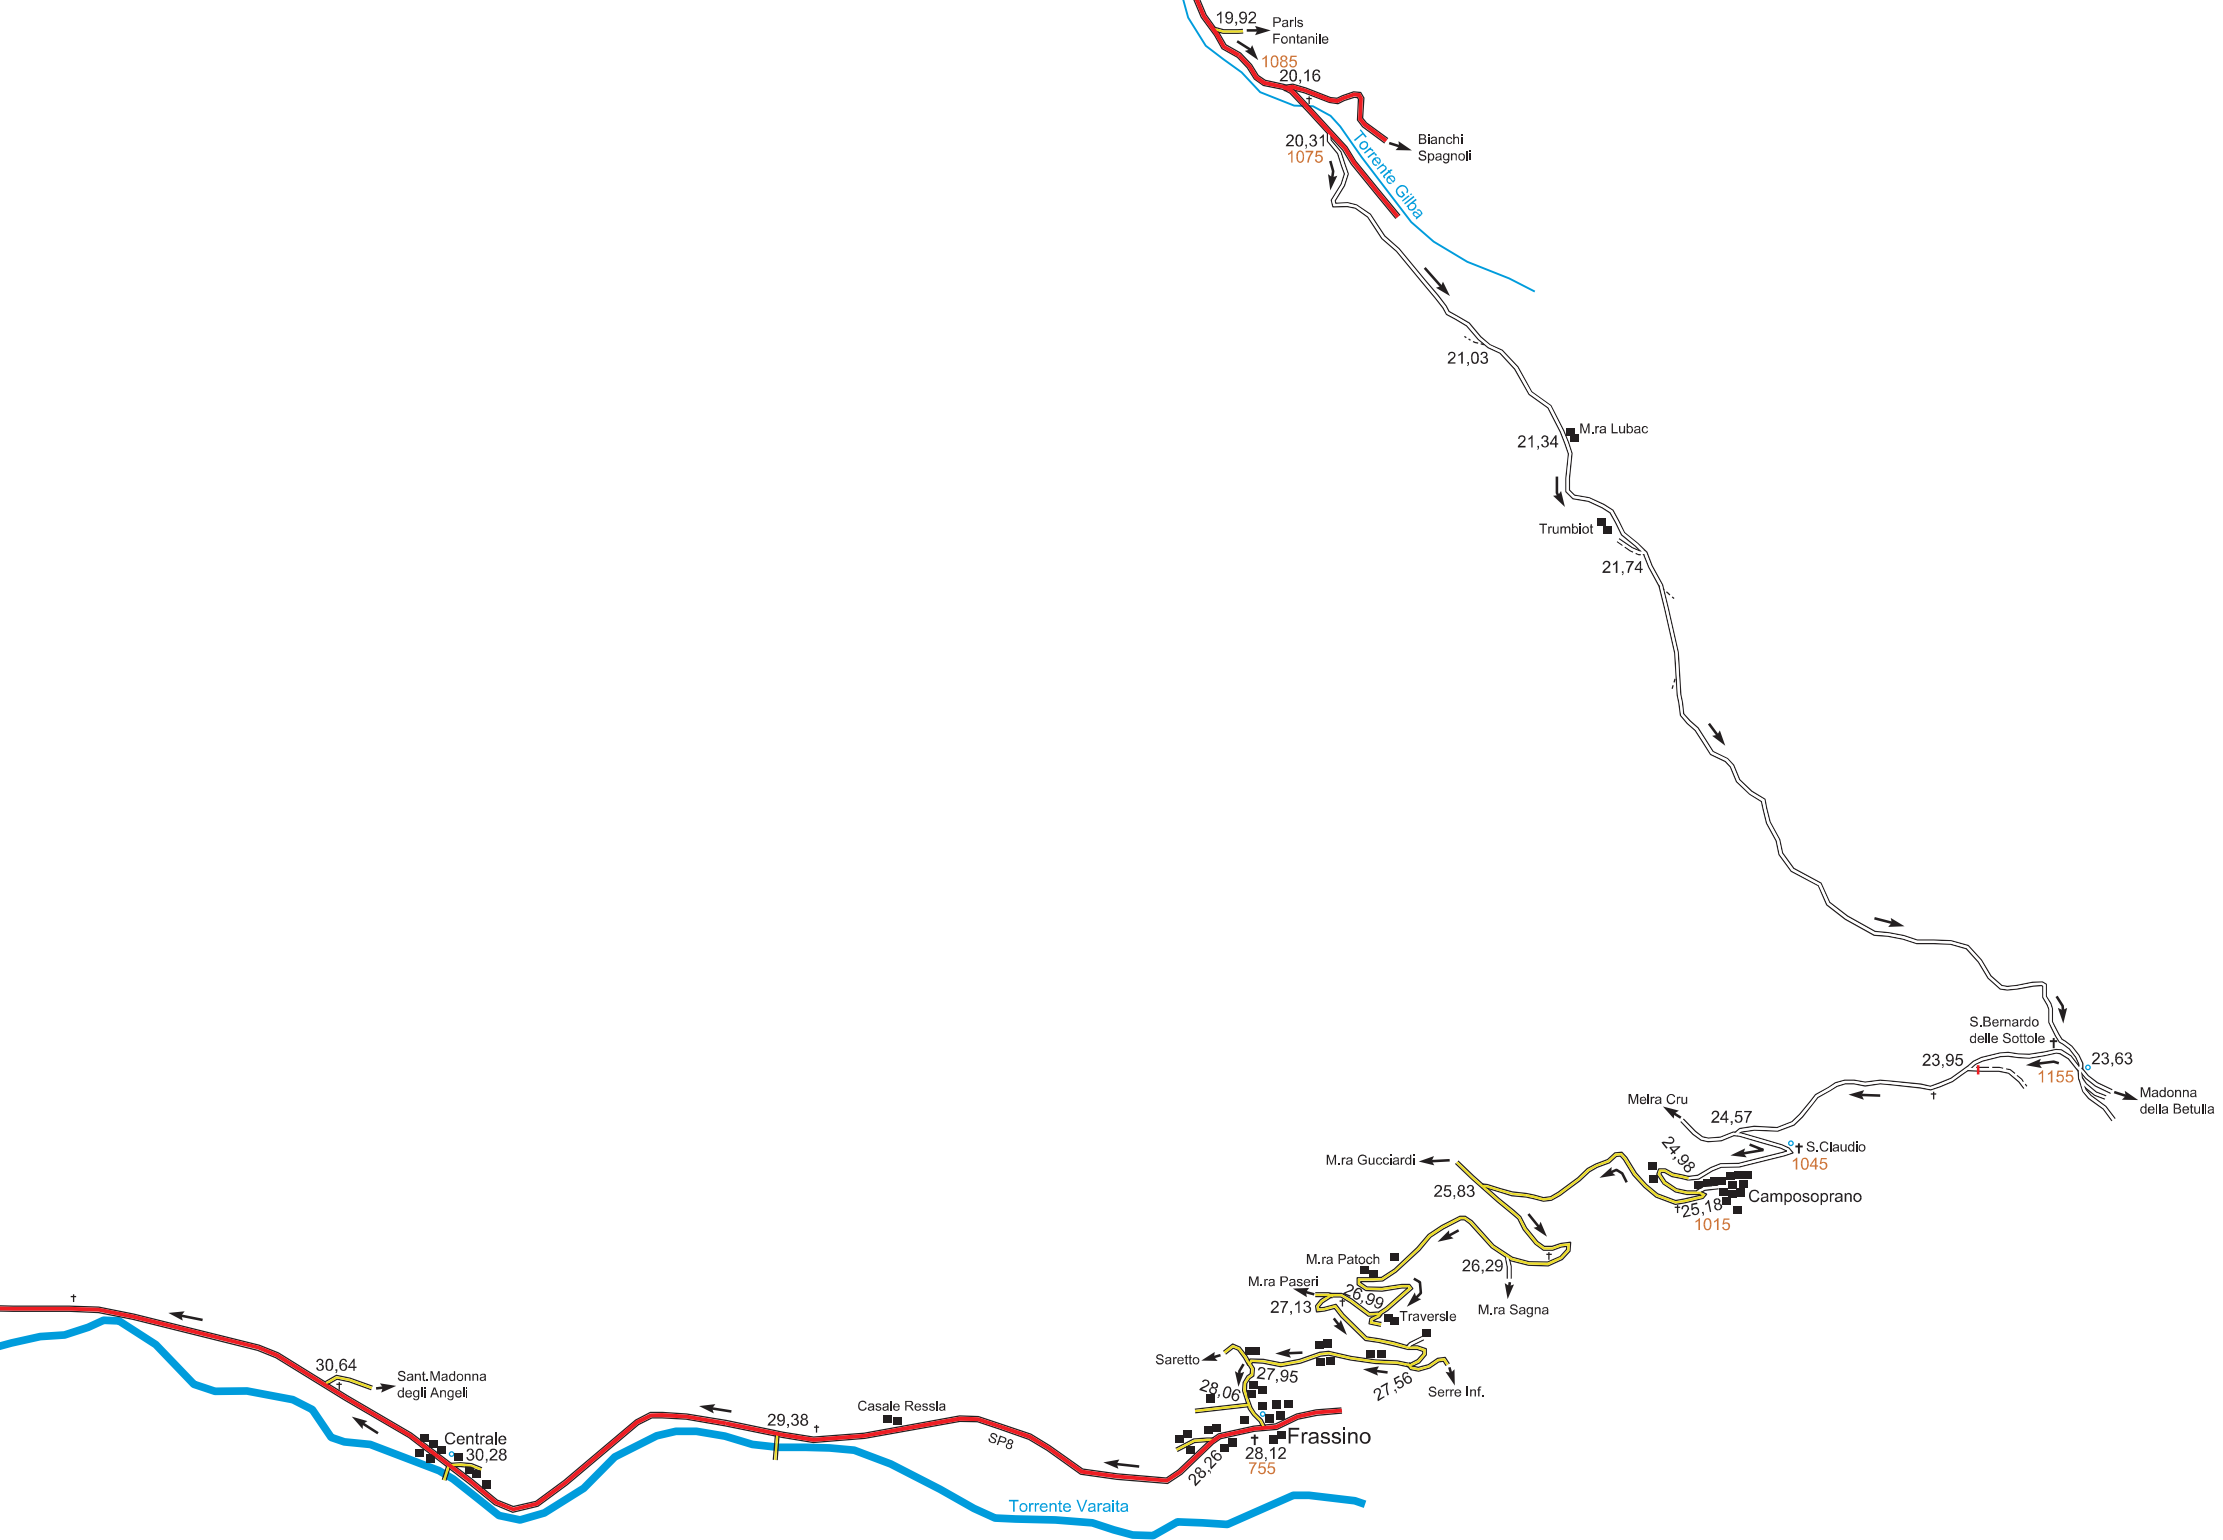 19,92
Paris
Fontanile
1085
20,16
20,31
1075
Bianchi
Spagnoli
Torrente Gilba
21,03
21,34
M.ra Lubac
Trumbiot
21,74
S.Bernardo
delle Sottole
23,95
23,63
1155
Madonna
della Betulla
Meira Cru
24,57
24,98
S.Claudio
1045
M.ra Gucciardi
25,83
Camposoprano
25,18
1015
M.ra Patoch
26,29
M.ra Paseri
26,99
27,13
M.ra Sagna
Traversie
Saretto
27,95
27,56
Serre Inf.
28,06
30,64
Sant.Madonna
degli Angeli
Casale Ressia
29,38
Centrale
30,28
SP8
Frassino
28,12
28,26
755
Torrente Varaita